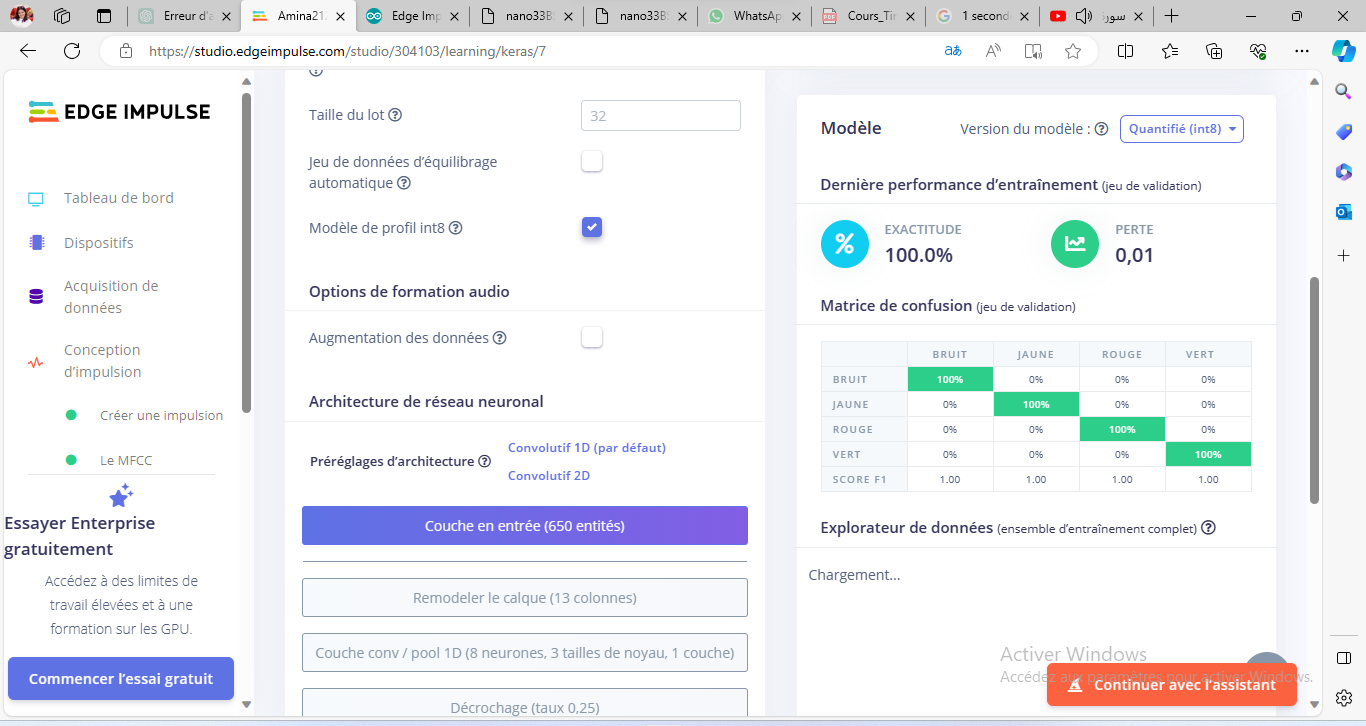 Erreur d'a
Amina21.
Edge Imp
nano33B
nano33B
WhatsAp
Cours_Tir
1 second
سورة
https://studio.edgeimpulse.com/studio/304103/learning/keras/7
EDGE IMPULSE
Tableau de bord
Dispositifs
Acquisition de
données
Conception
d’impulsion
Créer une impulsion
Le MFCC
Essayer Enterprise
gratuitement
Accédez à des limites de
travail élevées et à une
formation sur les GPU.
Commencer l’essai gratuit
Taille du lot
32
Jeu de données d’équilibrage
automatique
Modèle de profil int8
Options de formation audio
Augmentation des données
Architecture de réseau neuronal
Préréglages d’architecture
Convolutif 1D (par défaut)
Convolutif 2D
Couche en entrée (650 entités)
Remodeler le calque (13 colonnes)
Couche conv / pool 1D (8 neurones, 3 tailles de noyau, 1 couche)
Décrochage (taux 0,25)
Modèle
Version du modèle :
Quantifié (int8)
Dernière performance d’entraînement (jeu de validation)
EXACTITUDE
100.0%
PERTE
0,01
Matrice de confusion (jeu de validation)
BRUIT JAUNE ROUGE VERT
BRUIT 100% 0% 0% 0%
JAUNE 0% 100% 0% 0%
ROUGE 0% 0% 100% 0%
VERT 0% 0% 0% 100%
SCORE F1 1.00 1.00 1.00 1.00
Explorateur de données (ensemble d’entraînement complet)
Chargement...
Activer Windows
Accédez aux paramètres pour activer Windows.
Continuer avec l’assistant